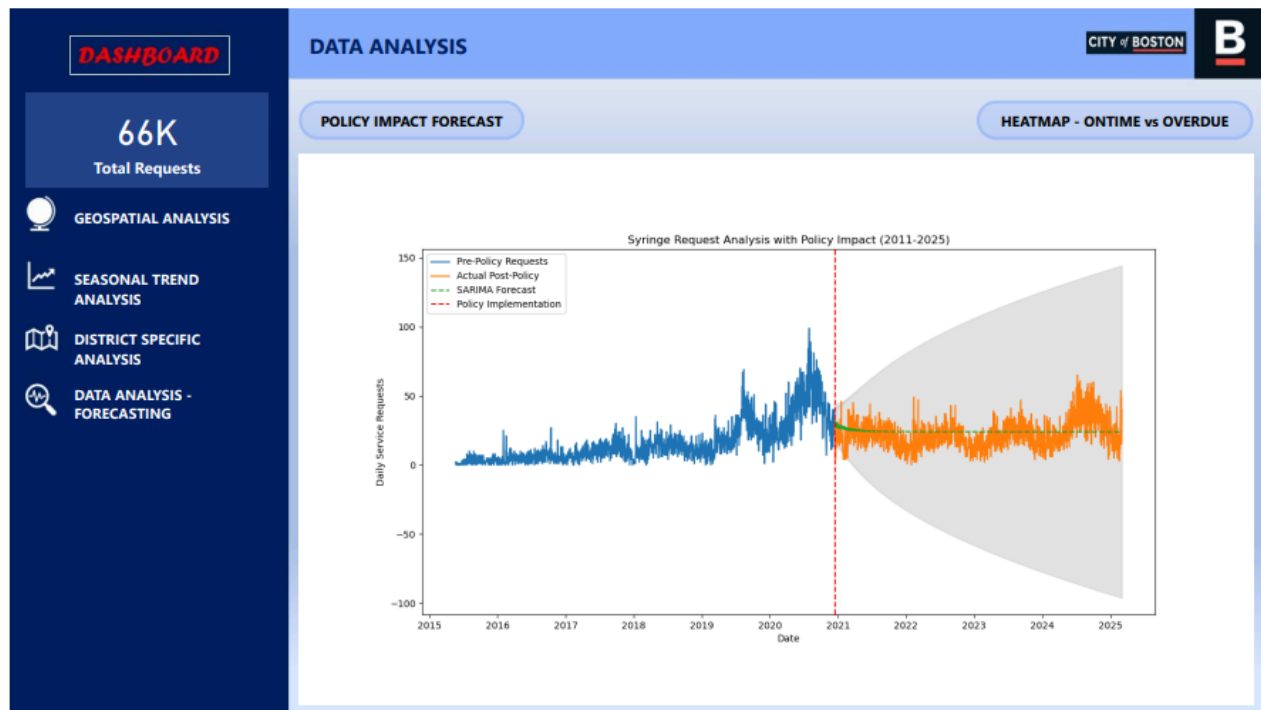 DASHBOARD
66K
Total Requests
GEOSPATIAL ANALYSIS
SEASONAL TREND
ANALYSIS
DISTRICT SPECIFIC
ANALYSIS
DATA ANALYSIS -
FORECASTING
DATA ANALYSIS
CITY of BOSTON
B
POLICY IMPACT FORECAST
HEATMAP - ONTIME vs OVERDUE
Syringe Request Analysis with Policy Impact (2011-2025)
Pre-Policy Requests
Actual Post-Policy
SARIMA Forecast
Policy Implementation
Daily Service Requests
150
100
50
0
−50
−100
2015 2016 2017 2018 2019 2020 2021 2022 2023 2024 2025
Date